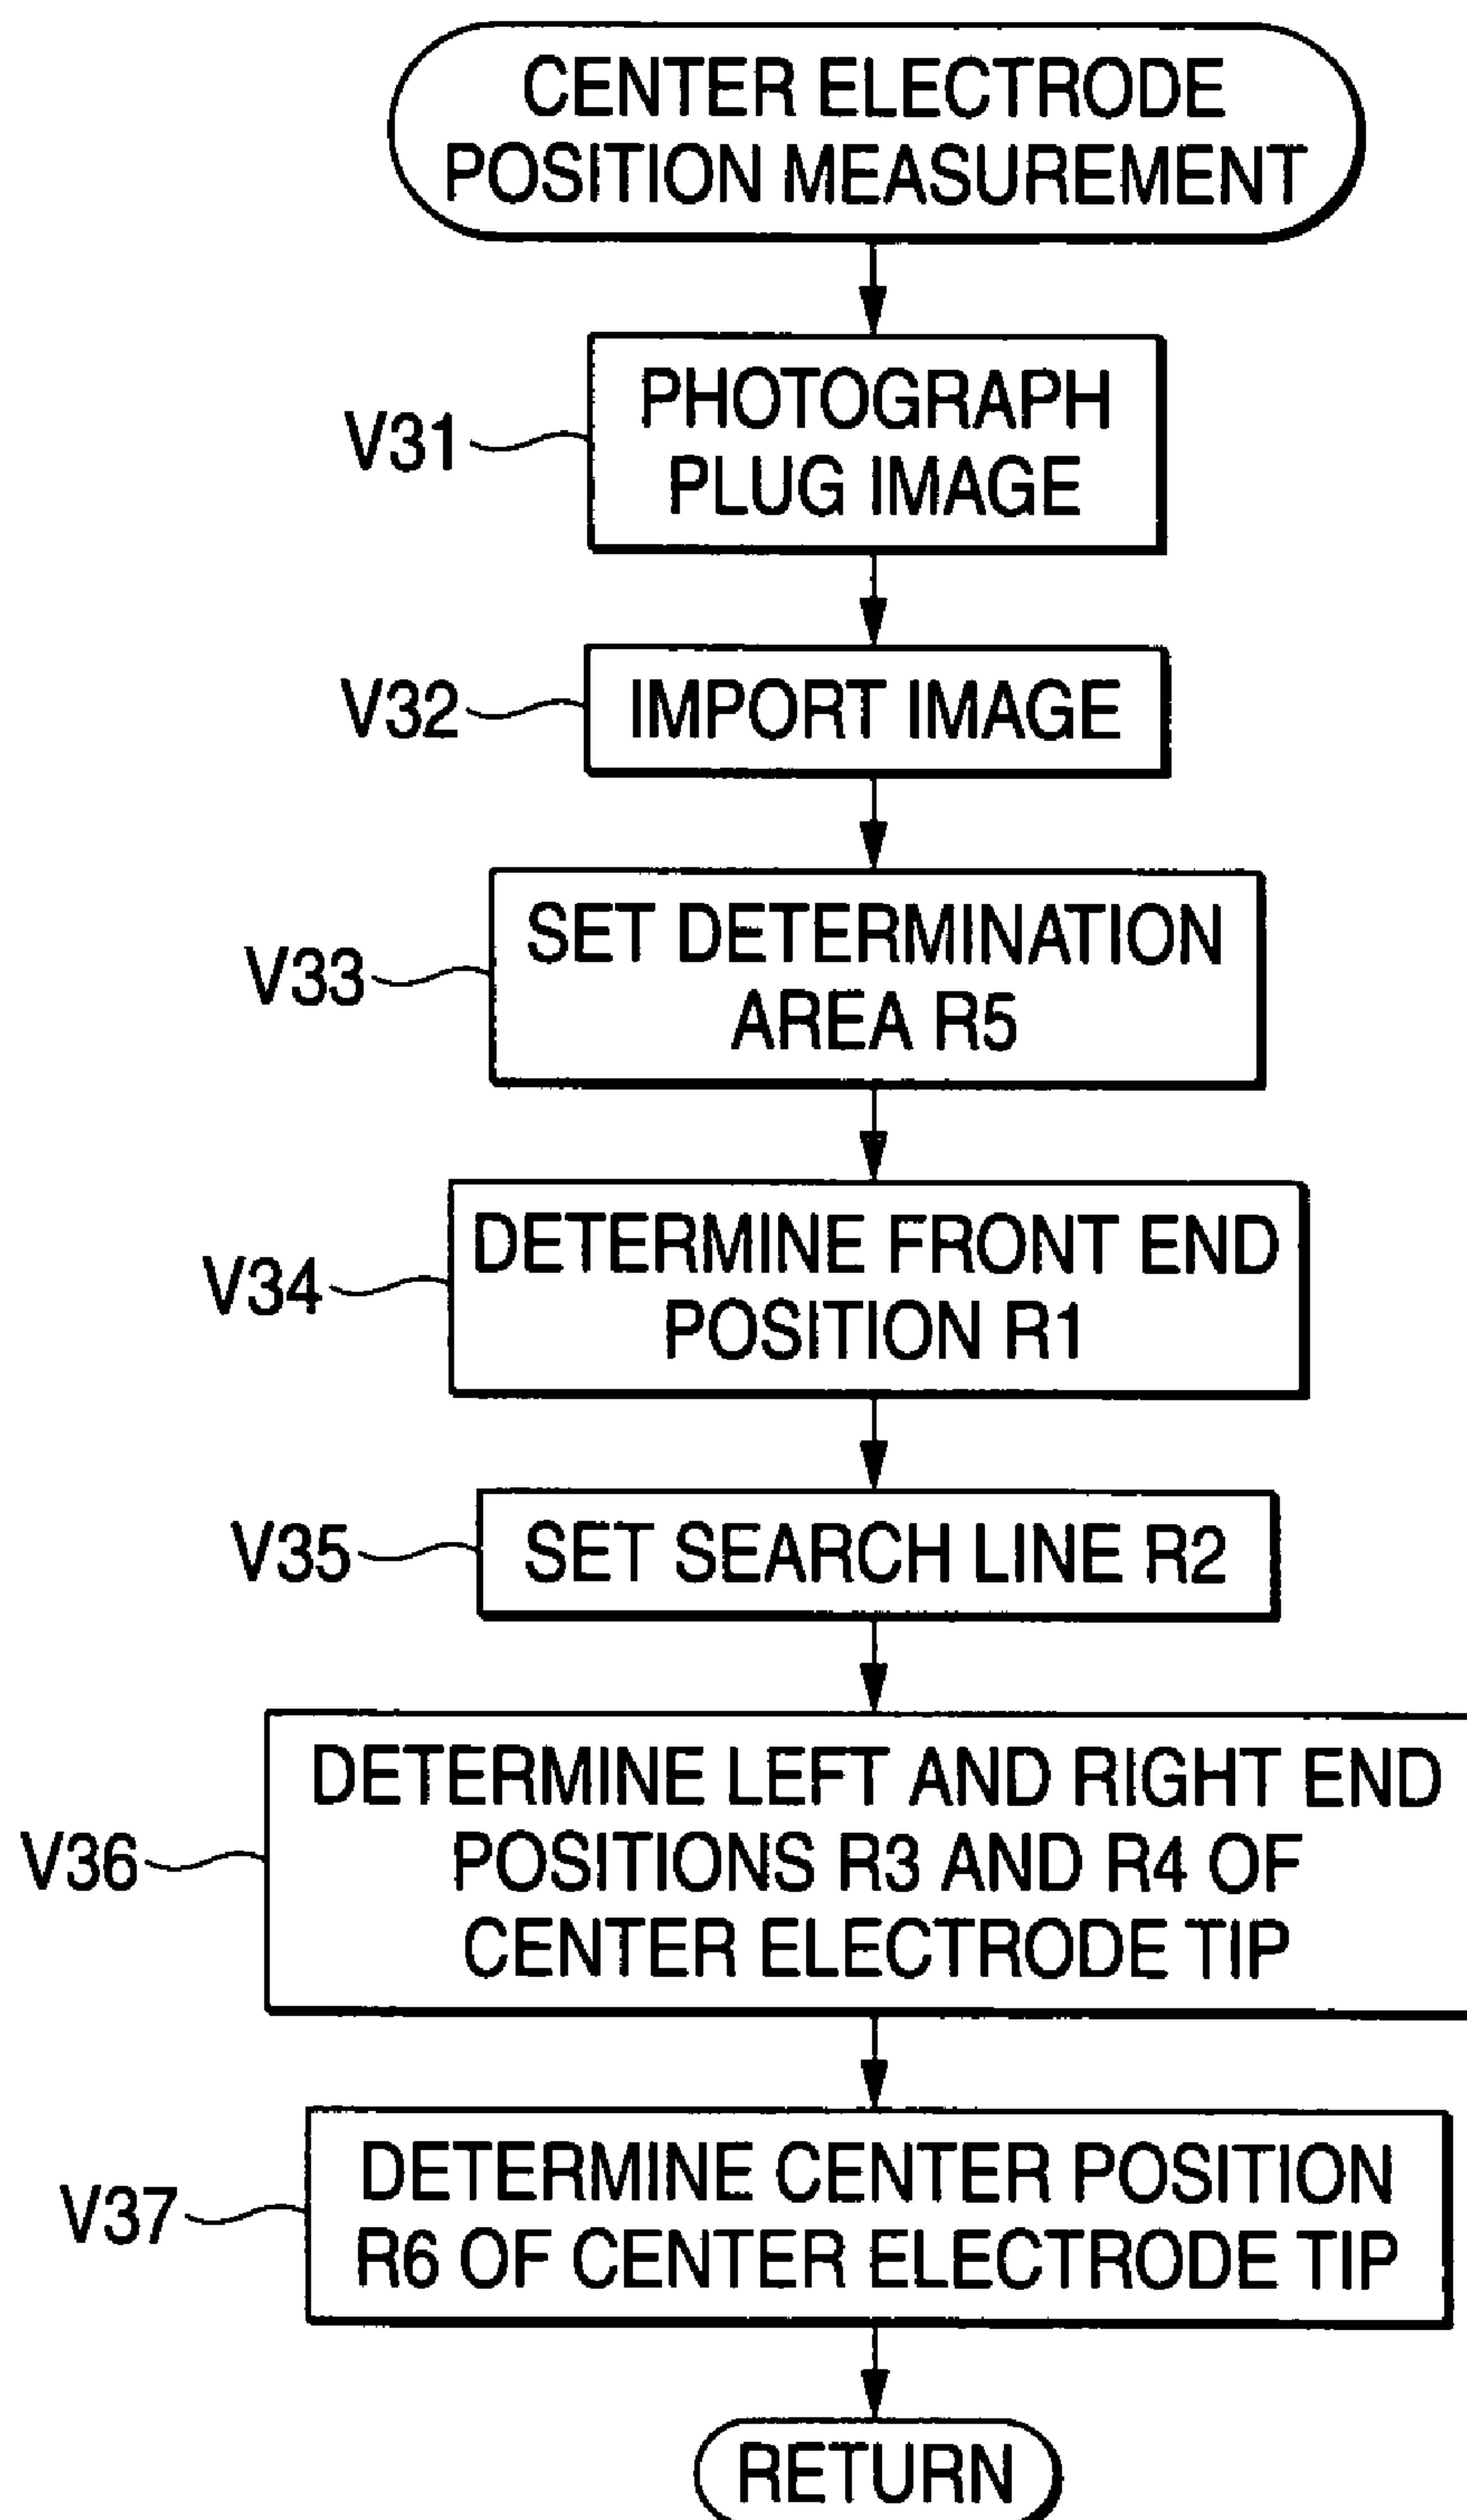 CENTER ELECTRODE
POSITION MEASUREMENT
V31
PHOTOGRAPH
PLUG IMAGE
V32
IMPORT IMAGE
V33
SET DETERMINATION
AREA R5
V34
DETERMINE FRONT END
POSITION R1
V35
SET SEARCH LINE R2
V36
DETERMINE LEFT AND RIGHT END
POSITIONS R3 AND R4 OF
CENTER ELECTRODE TIP
V37
DETERMINE CENTER POSITION
R6 OF CENTER ELECTRODE TIP
RETURN